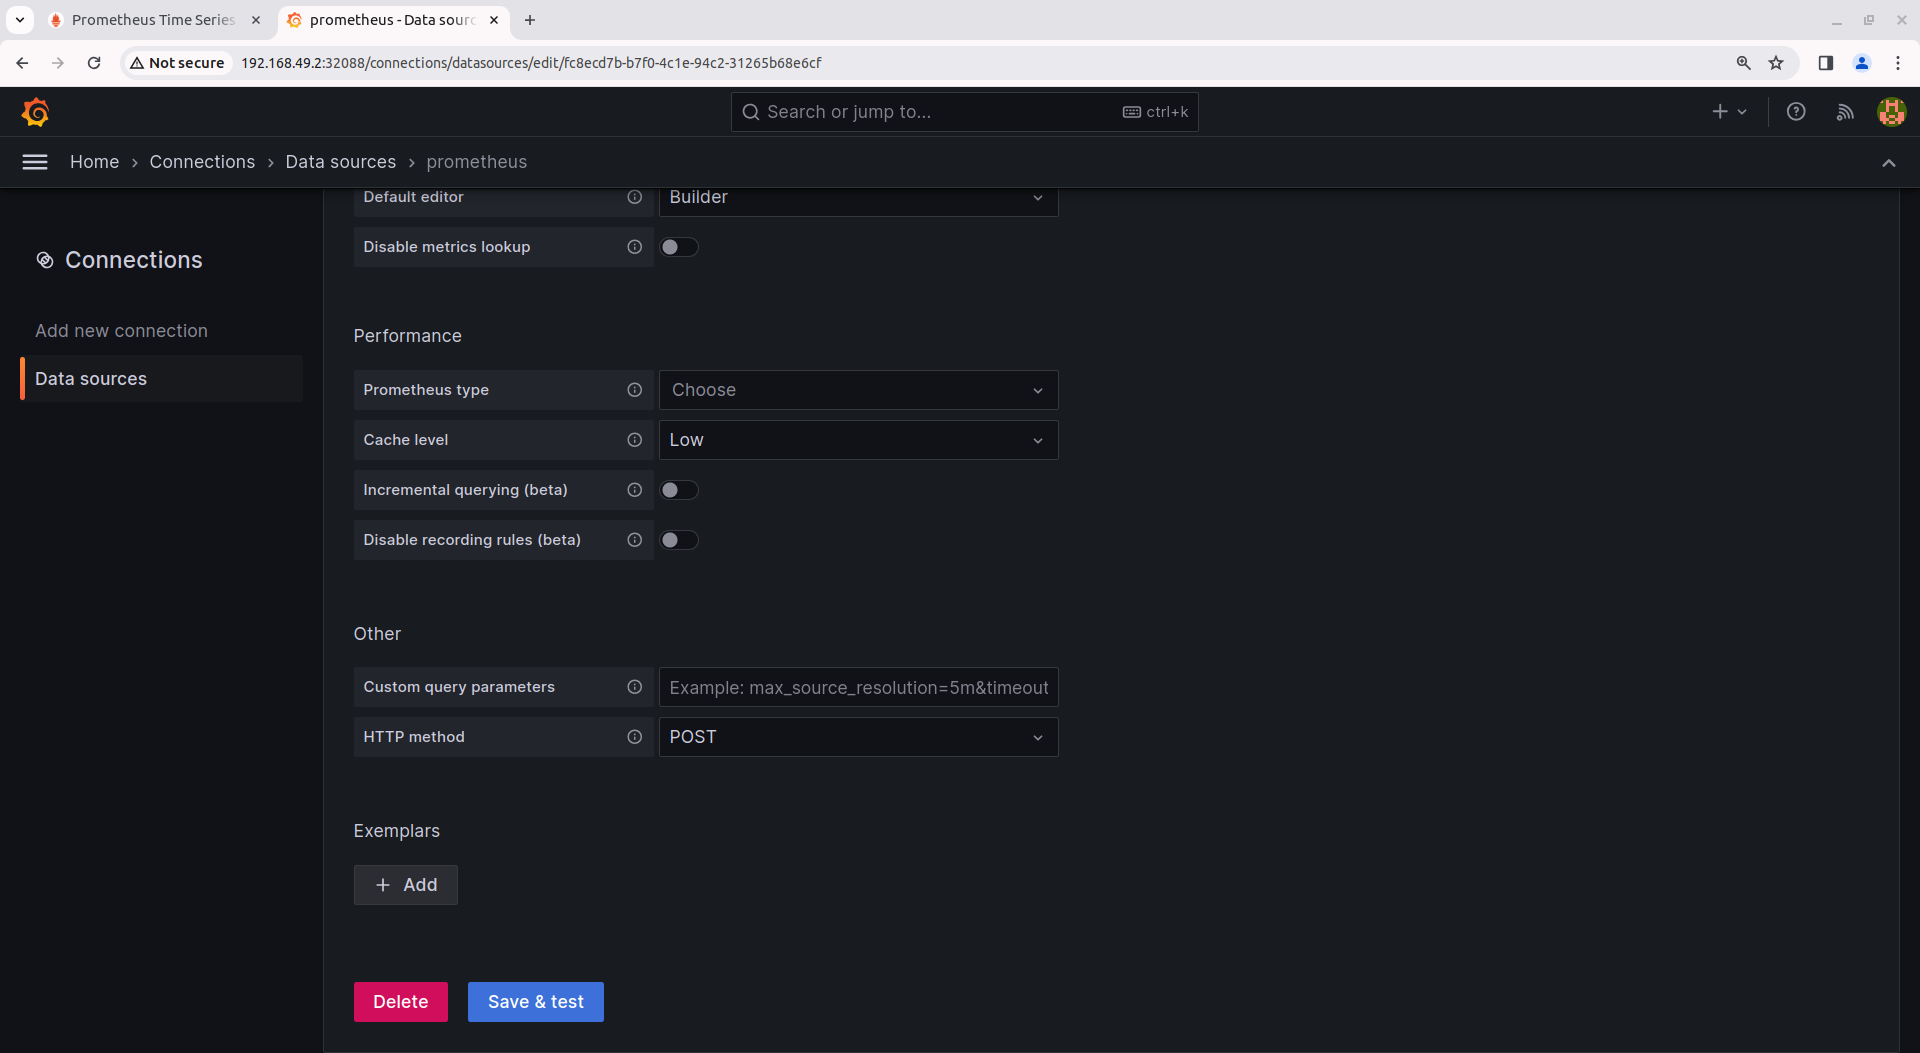 Prometheus Time Series
prometheus - Data sourc
Not secure
192.168.49.2:32088/connections/datasources/edit/fc8ecd7b-b7f0-4c1e-94c2-31265b68e6cf
Search or jump to...
ctrl+k
Home › Connections › Data sources › prometheus
Connections
Add new connection
Data sources
Default editor
Builder
Disable metrics lookup
Performance
Prometheus type
Choose
Cache level
Low
Incremental querying (beta)
Disable recording rules (beta)
Other
Custom query parameters
Example: max_source_resolution=5m&timeout
HTTP method
POST
Exemplars
+ Add
Delete
Save & test